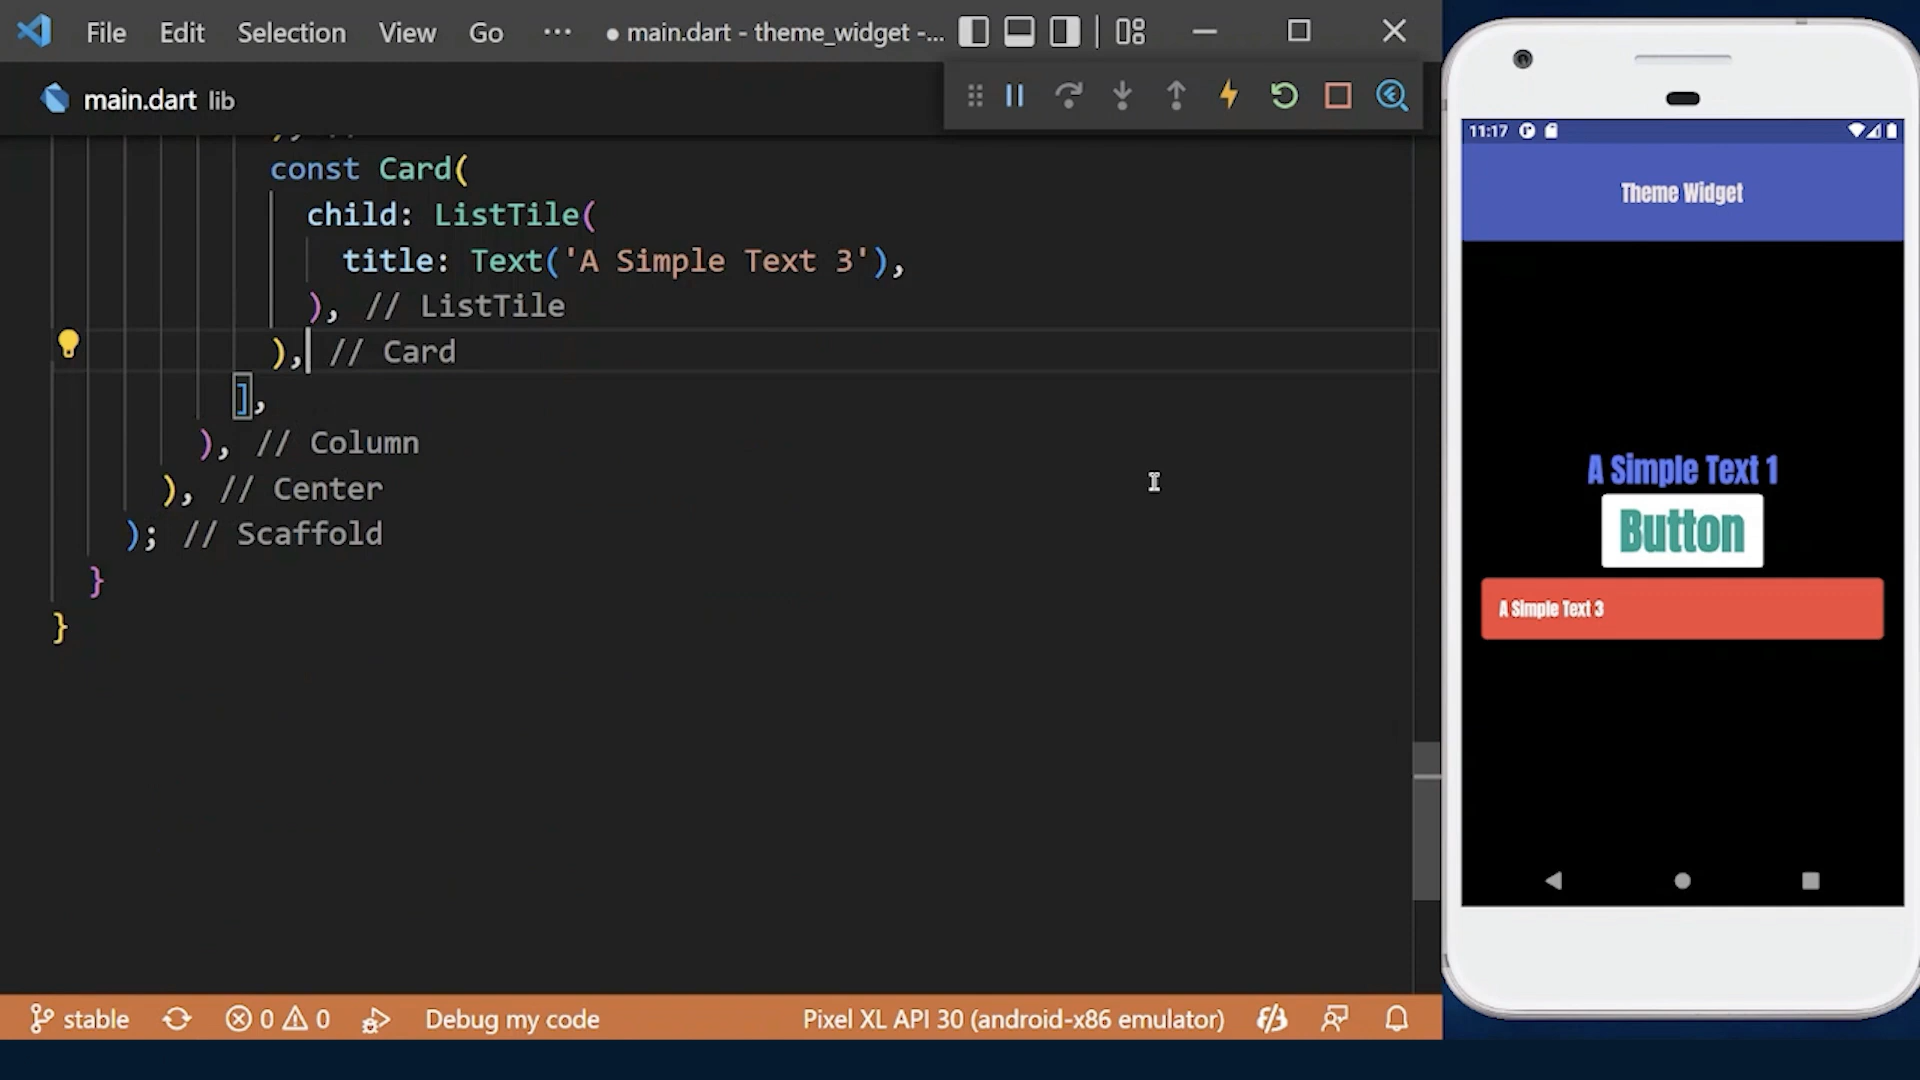 File Edit Selection View Go ··· ● main.dart - theme_widget -...
main.dart lib
const Card(
child: ListTile(
title: Text('A Simple Text 3'),
), // ListTile
), // Card
],
), // Column
), // Center
); // Scaffold
}
}
stable 0 0 Debug my code Pixel XL API 30 (android-x86 emulator)
11:17
Theme Widget
A Simple Text 1
Button
A Simple Text 3